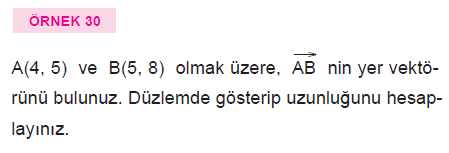 ÖRNEK 30
A(4, 5) ve B(5, 8) olmak üzere, $\overrightarrow{AB}$ nin yer vektö-
rünü bulunuz. Düzlemde gösterip uzunluğunu hesap-
layınız.